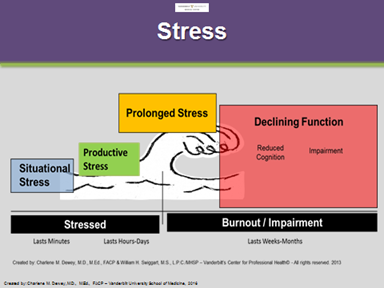 Stress
Prolonged Stress
Declining Function
Reduced
Cognition
Impairment
Productive
Stress
Situational
Stress
Stressed
Burnout / Impairment
Lasts Minutes
Lasts Hours-Days
Lasts Weeks-Months
Created by: Charlene M. Dewey, M.D., M.Ed., FACP & William H. Swiggart, M.S., L.P.C./MHSP – Vanderbilt's Center for Professional Health© - All rights reserved 2013
Created by: Charlene M. Dewey, M.D., MEd., FACP – Vanderbilt University School of Medicine, 2016